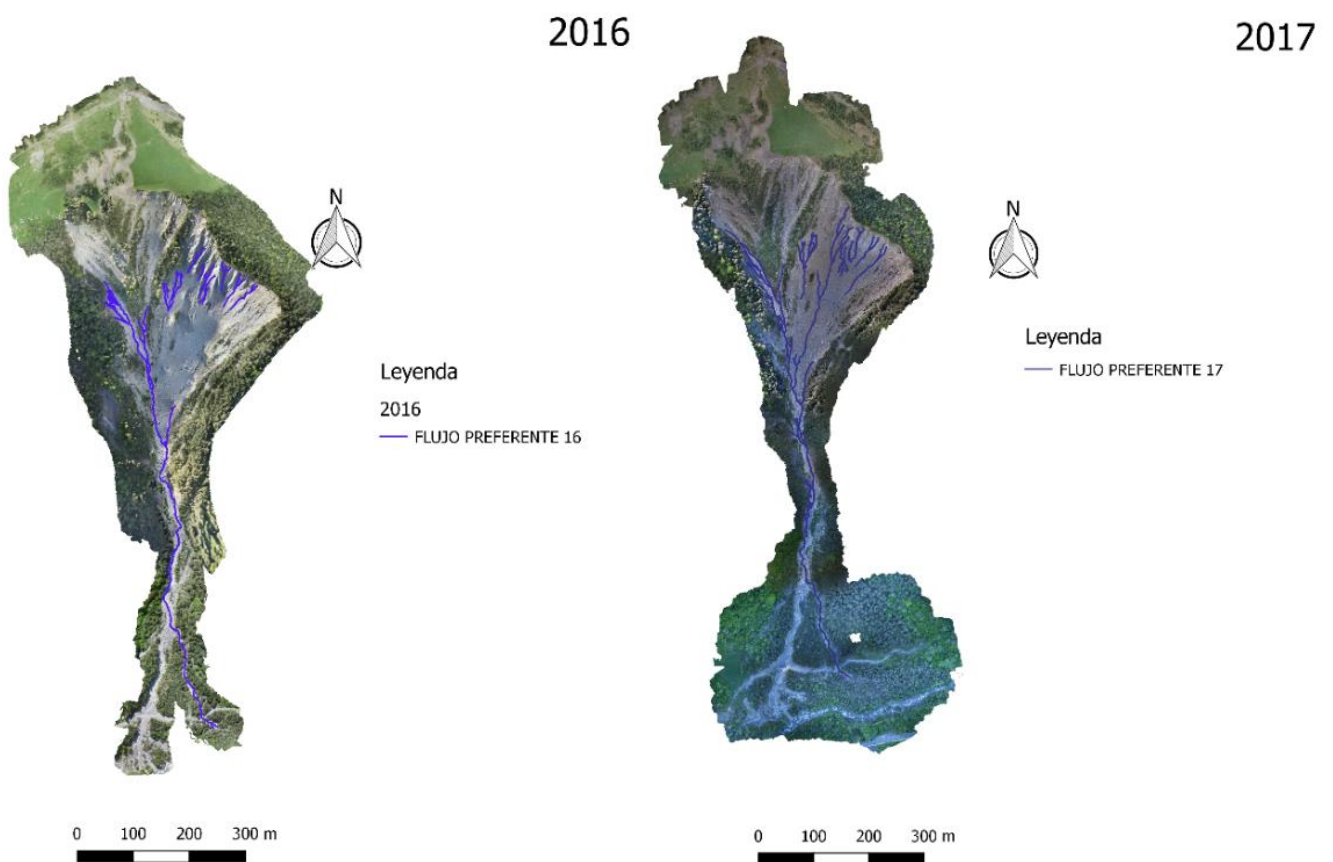 2016
N
Leyenda
2016
FLUJO PREFERENTE 16
0 100 200 300 m
2017
N
Leyenda
FLUJO PREFERENTE 17
0 100 200 300 m